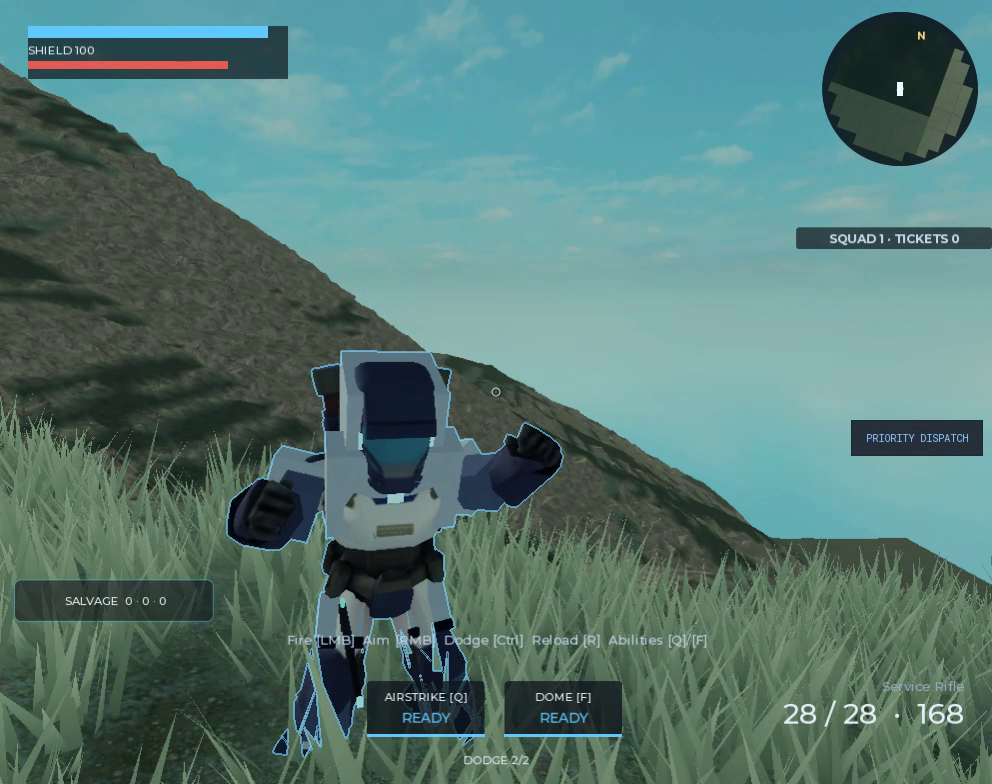 SHIELD 100
N
SQUAD 1 · TICKETS 0
PRIORITY DISPATCH
SALVAGE 0 · 0 · 0
Fire [LMB] Aim [RMB] Dodge [Ctrl] Reload [R] Abilities [Q]/[F]
AIRSTRIKE [Q]
READY
DOME [F]
READY
Service Rifle
28 / 28 · 168
DODGE 2/2